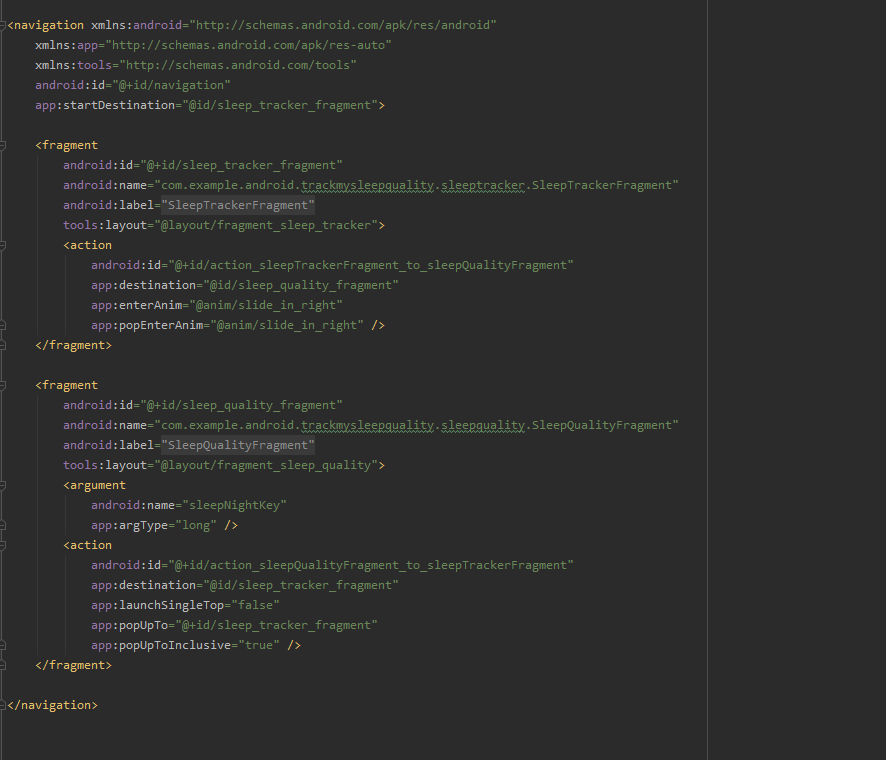 <navigation xmlns:android="http://schemas.android.com/apk/res/android"
    xmlns:app="http://schemas.android.com/apk/res-auto"
    xmlns:tools="http://schemas.android.com/tools"
    android:id="@+id/navigation"
    app:startDestination="@id/sleep_tracker_fragment">

    <fragment
        android:id="@+id/sleep_tracker_fragment"
        android:name="com.example.android.trackmysleepquality.sleeptracker.SleepTrackerFragment"
        android:label="SleepTrackerFragment"
        tools:layout="@layout/fragment_sleep_tracker">
        <action
            android:id="@+id/action_sleepTrackerFragment_to_sleepQualityFragment"
            app:destination="@id/sleep_quality_fragment"
            app:enterAnim="@anim/slide_in_right"
            app:popEnterAnim="@anim/slide_in_right" />
    </fragment>

    <fragment
        android:id="@+id/sleep_quality_fragment"
        android:name="com.example.android.trackmysleepquality.sleepquality.SleepQualityFragment"
        android:label="SleepQualityFragment"
        tools:layout="@layout/fragment_sleep_quality">
        <argument
            android:name="sleepNightKey"
            app:argType="long" />
        <action
            android:id="@+id/action_sleepQualityFragment_to_sleepTrackerFragment"
            app:destination="@id/sleep_tracker_fragment"
            app:launchSingleTop="false"
            app:popUpTo="@+id/sleep_tracker_fragment"
            app:popUpToInclusive="true" />
    </fragment>

</navigation>